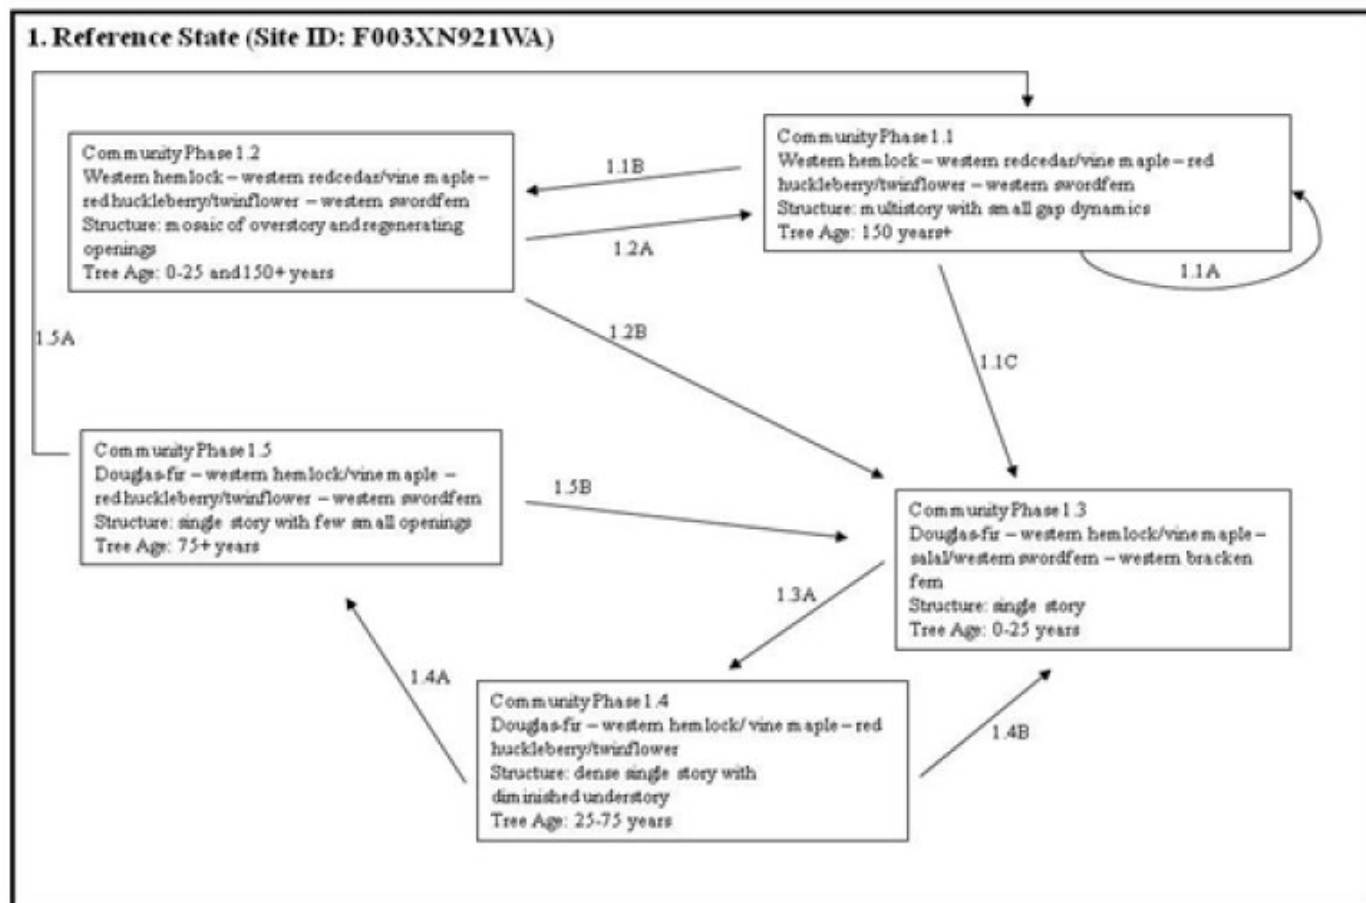 1. Reference State (Site ID: F003XN921WA)
Community Phase 1.2
Western hemlock – western redcedar/vine maple –
red huckleberry/twinflower – western swordfern
Structure: mosaic of overstory and regenerating
openings
Tree Age: 0-25 and 150+ years
1.1B
1.2A
Community Phase 1.1
Western hemlock – western redcedar/vine maple – red
huckleberry/twinflower – western swordfern
Structure: multistory with small gap dynamics
Tree Age: 150 years+
1.1A
1.5A
1.2B
1.1C
Community Phase 1.5
Douglas-fir – western hemlock/vine maple –
red huckleberry/twinflower – western swordfern
Structure: single story with few small openings
Tree Age: 75+ years
1.5B
Community Phase 1.3
Douglas-fir – western hemlock/vine maple –
salal/western swordfern – western bracken
fern
Structure: single story
Tree Age: 0-25 years
1.3A
1.4A
Community Phase 1.4
Douglas-fir – western hemlock/ vine maple – red
huckleberry/twinflower
Structure: dense single story with
diminished understory
Tree Age: 25-75 years
1.4B